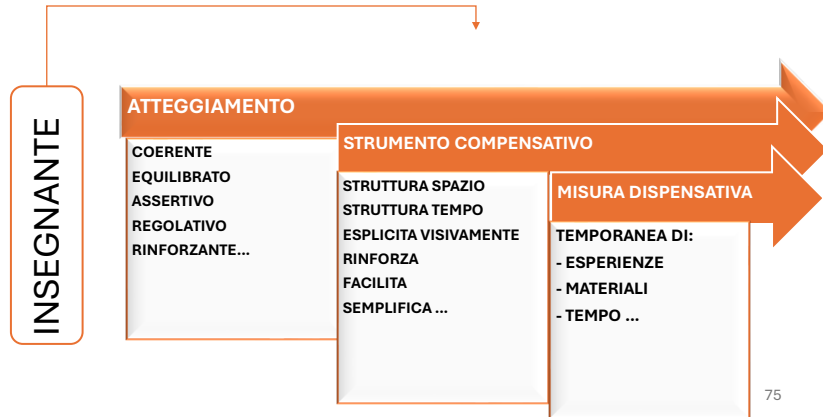 INSEGNANTE
ATTEGGIAMENTO
COERENTE
EQUILIBRATO
ASSERTIVO
REGOLATIVO
RINFORZANTE...
STRUMENTO COMPENSATIVO
STRUTTURA SPAZIO
STRUTTURA TEMPO
ESPLICITA VISIVAMENTE
RINFORZA
FACILITA
SEMPLIFICA ...
MISURA DISPENSATIVA
TEMPORANEA DI:
- ESPERIENZE
- MATERIALI
- TEMPO ...
75